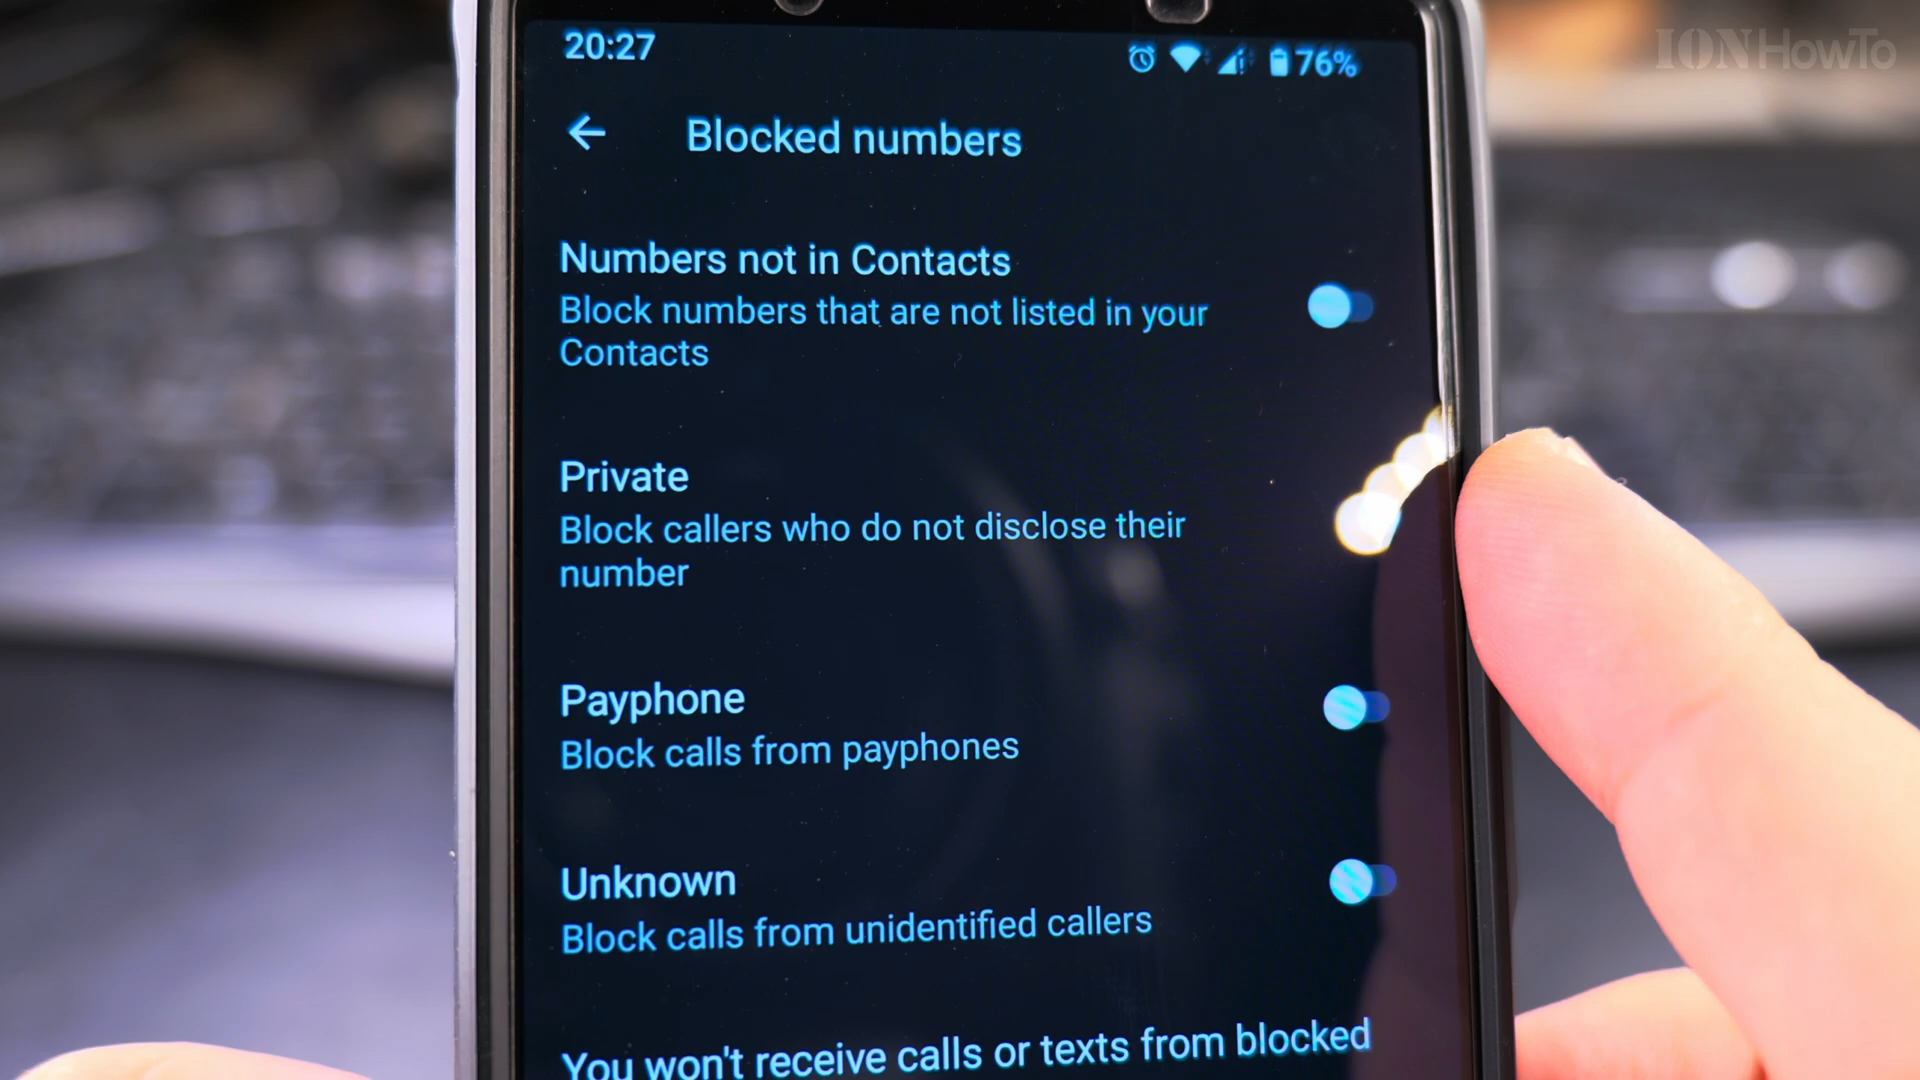 IONHowTo
20:27
76%
Blocked numbers
Numbers not in Contacts
Block numbers that are not listed in your
Contacts
Private
Block callers who do not disclose their
number
Payphone
Block calls from payphones
Unknown
Block calls from unidentified callers
You won't receive calls or texts from blocked